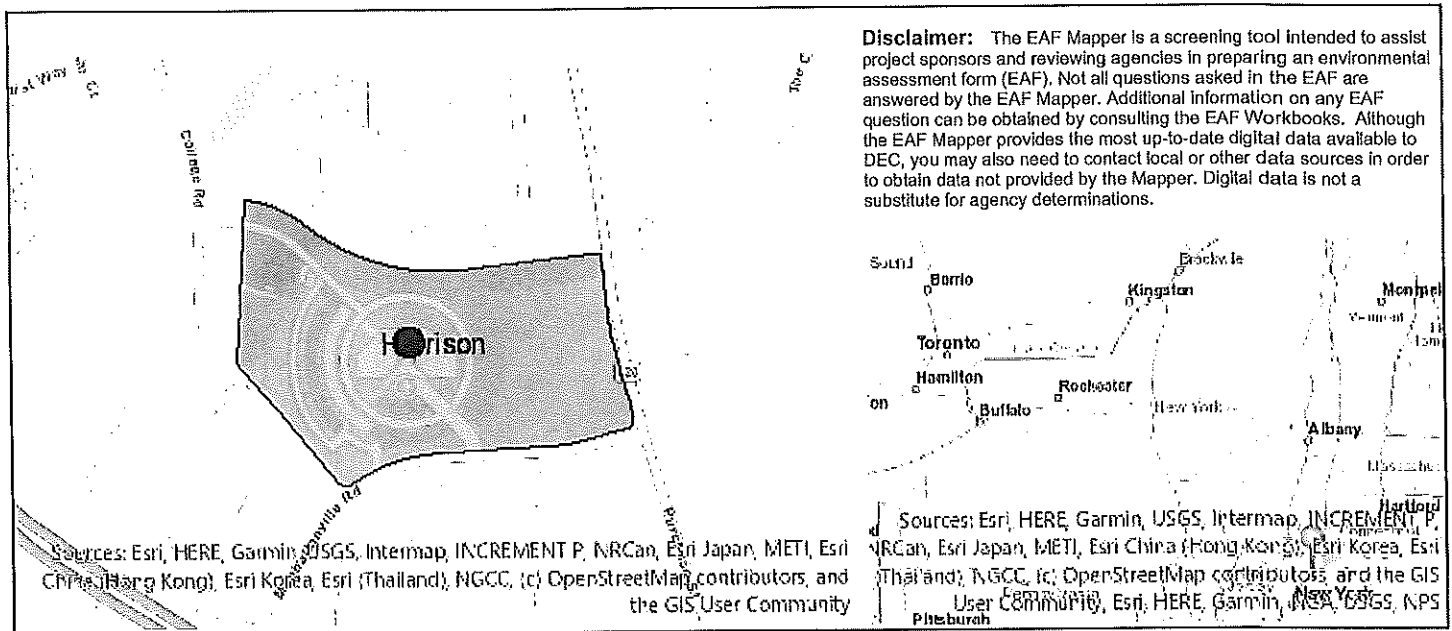 Disclaimer: The EAF Mapper is a screening tool intended to assist
project sponsors and reviewing agencies in preparing an environmental
assessment form (EAF). Not all questions asked in the EAF are
answered by the EAF Mapper. Additional information on any EAF
question can be obtained by consulting the EAF Workbooks. Although
the EAF Mapper provides the most up-to-date digital data available to
DEC, you may also need to contact local or other data sources in order
to obtain data not provided by the Mapper. Digital data is not a
substitute for agency determinations.
College Rd
Sources: Esri, HERE, Garmin, USGS, Intermap, INCREMENT P, NRCan, Esri Japan, METI, Esri
China (Hong Kong), Esri Korea, Esri (Thailand), NGCC, (c) OpenStreetMap contributors, and
the GIS User Community
Sound
Barrie
Brockville
Kingston
Toronto
Hamilton
on
Rochester
Buffalo
New York
Albany
Vermont
Hartford
Sources: Esri, HERE, Garmin, USGS, Intermap, INCREMENT P,
NRCan, Esri Japan, METI, Esri China (Hong Kong), Esri Korea, Esri
(Thailand), NGCC, (c) OpenStreetMap contributors, and the GIS
User Community, Esri, HERE, Garmin, NGA, USGS, NPS
New York
Pittsburgh